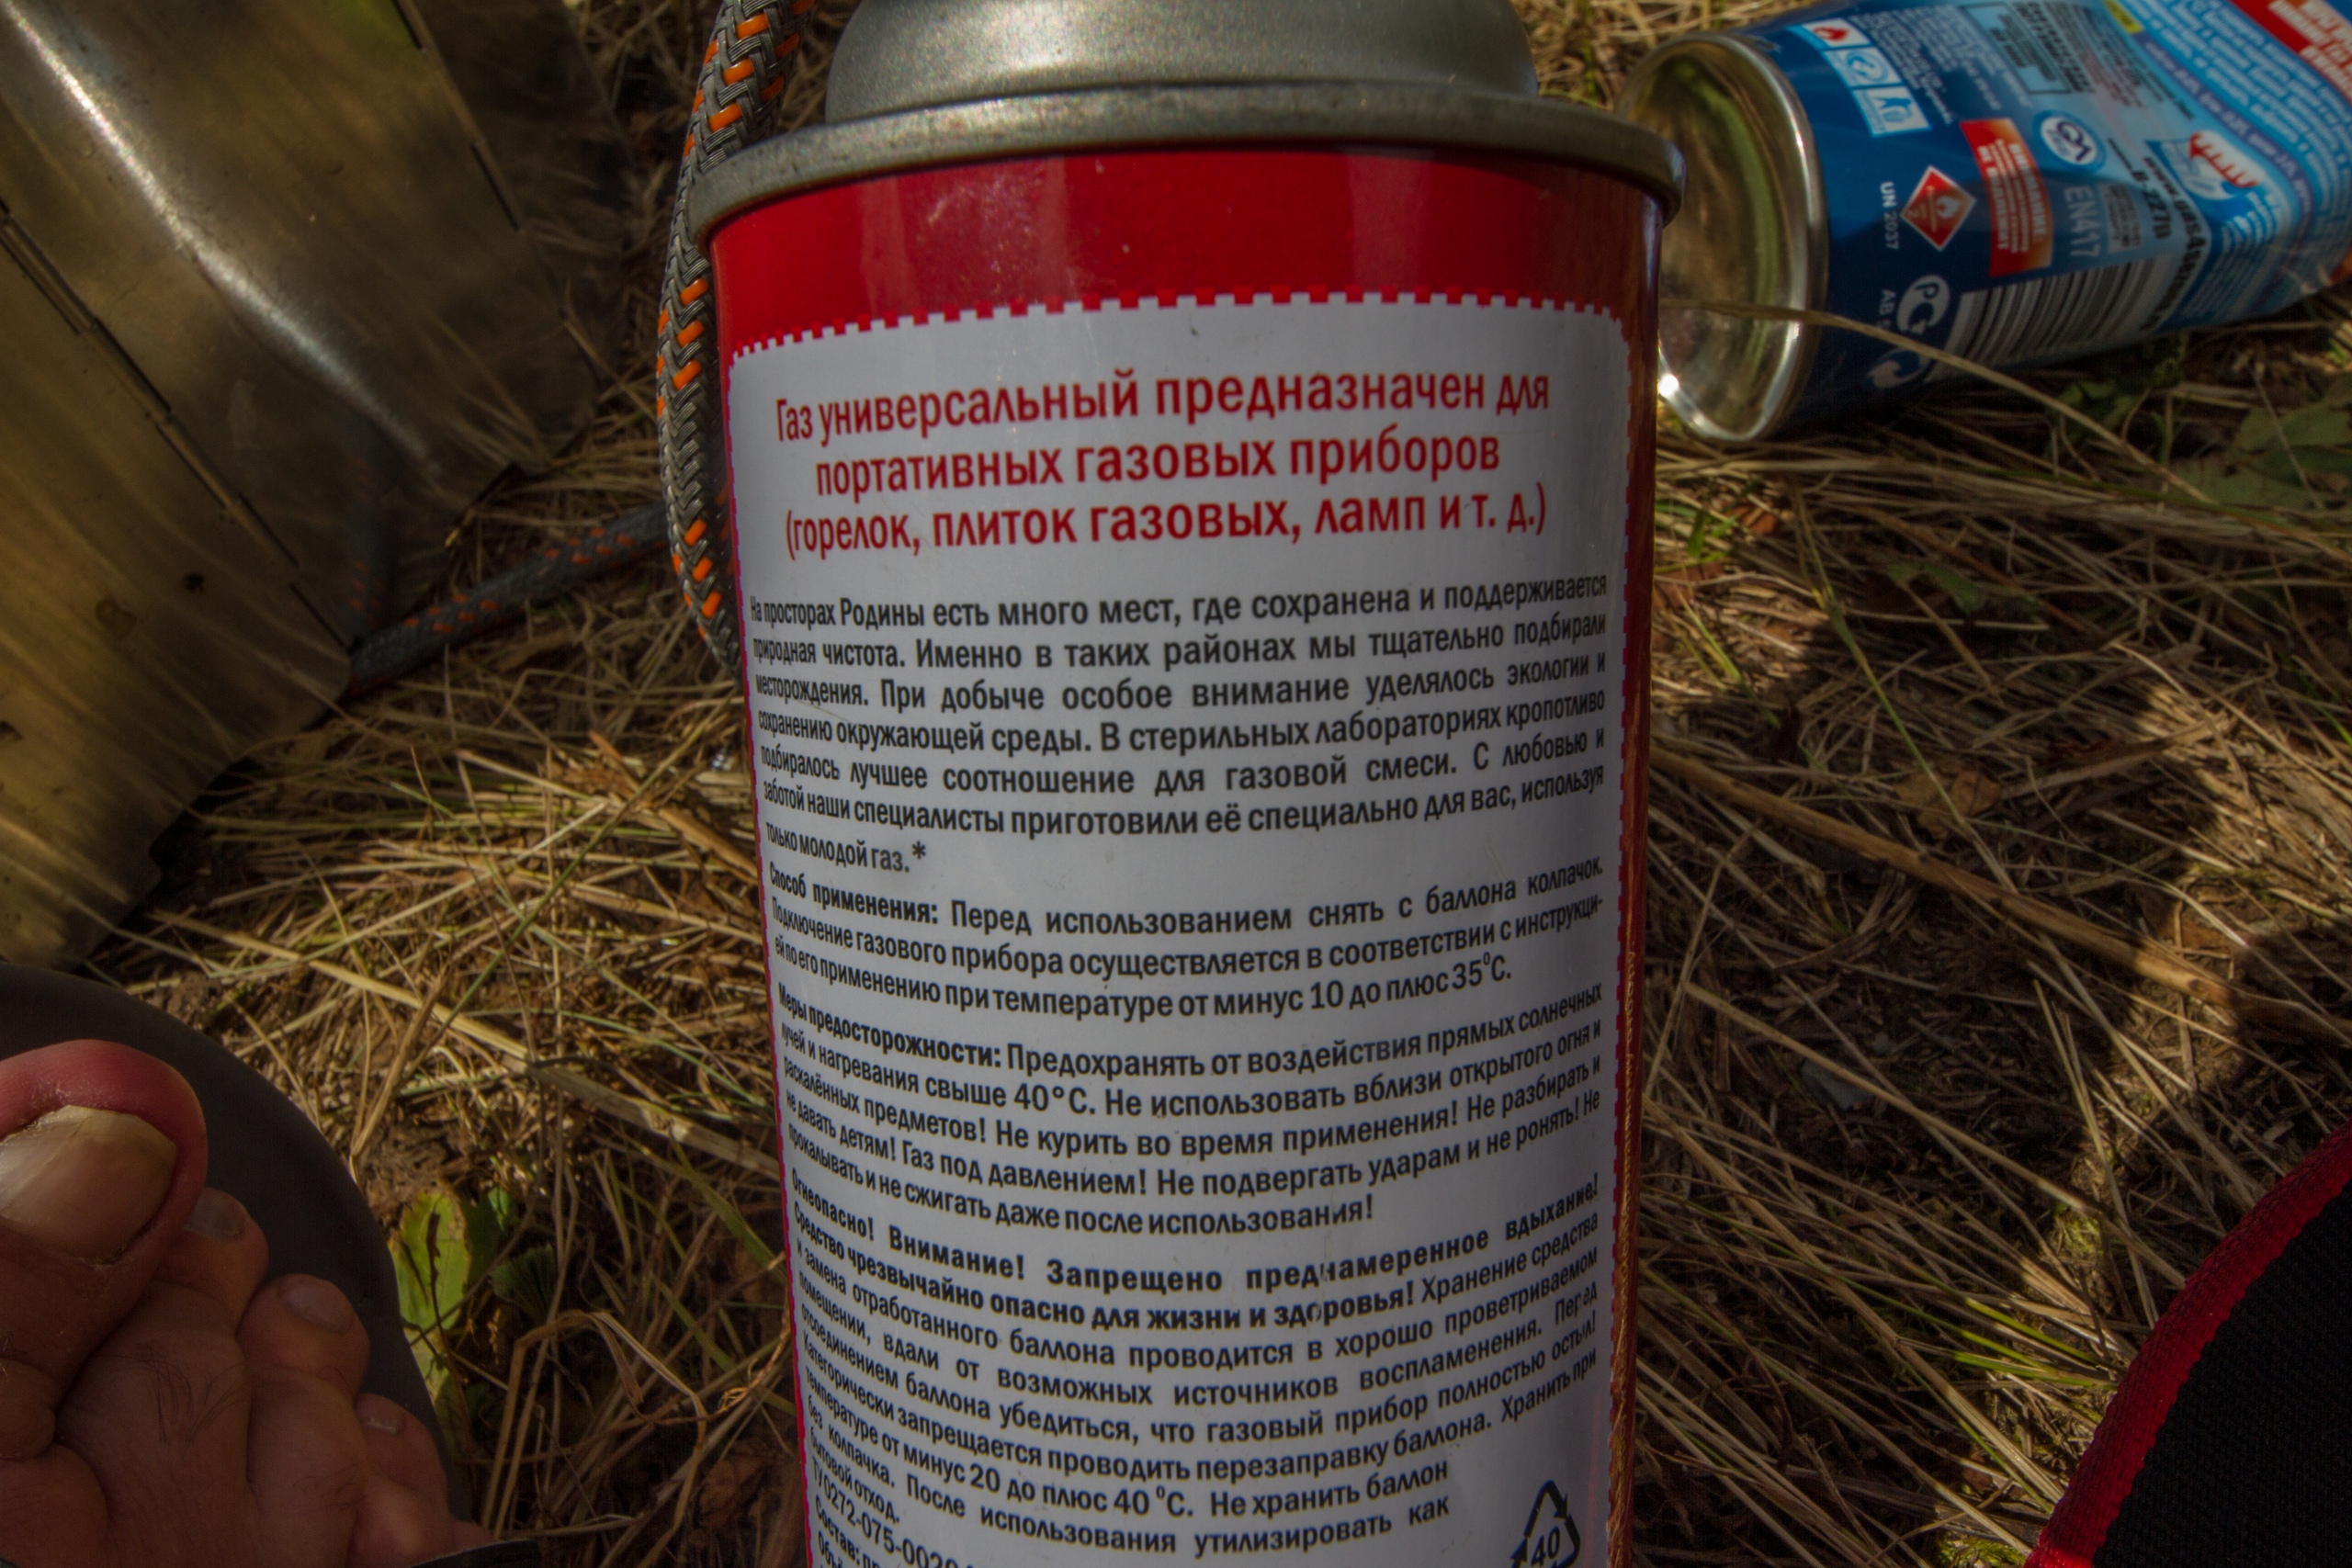 Газ универсальный предназначен для
портативных газовых приборов
(горелок, плиток газовых, ламп и т. д.)
На просторах Родины есть много мест, где сохранена и поддерживается
природная чистота. Именно в таких районах мы тщательно подбирали
месторождения. При добыче особое внимание уделялось экологии и
сохранению окружающей среды. В стерильных лабораториях кропотливо
подбиралось лучшее соотношение для газовой смеси. С любовью и
заботой наши специалисты приготовили её специально для вас, используя
только молодой газ.*
Способ применения: Перед использованием снять с баллона колпачок.
Подключение газового прибора осуществляется в соответствии с инструкци-
ей по его применению при температуре от минус 10 до плюс 35°С.
Меры предосторожности: Предохранять от воздействия прямых солнечных
лучей и нагревания свыше 40°С. Не использовать вблизи открытого огня и
раскалённых предметов! Не курить во время применения! Не разбирать и
не давать детям! Газ под давлением! Не подвергать ударам и не ронять! Не
прокалывать и не сжигать даже после использования!
Огнеопасно! Внимание! Запрещено преднамеренное вдыхание!
Средство чрезвычайно опасно для жизни и здоровья! Хранение средства
и замена отработанного баллона проводится в хорошо проветриваемом
помещении, вдали от возможных источников воспламенения. Перед
отсоединением баллона убедиться, что газовый прибор полностью остыл!
Категорически запрещается проводить перезаправку баллона. Хранить при
температуре от минус 20 до плюс 40 °С. Не хранить баллон
без колпачка. После использования утилизировать как
бытовой отход.
ТУ 0272-075-0020
Состав:
40
UN 2037
EN417